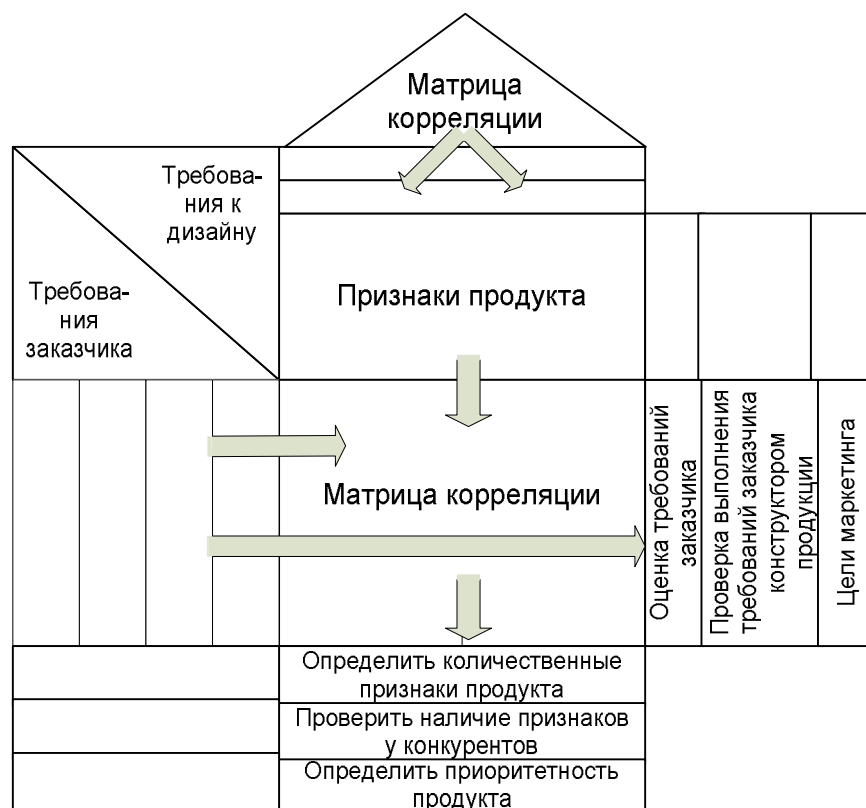 Матрица
корреляции
Требова-
ния к
дизайну
Требова-
ния
заказчика
Признаки продукта
Матрица корреляции
Оценка требований
заказчика
Проверка выполнения
требований заказчика
конструктором
продукции
Цели маркетинга
Определить количественные
признаки продукта
Проверить наличие признаков
у конкурентов
Определить приоритетность
продукта